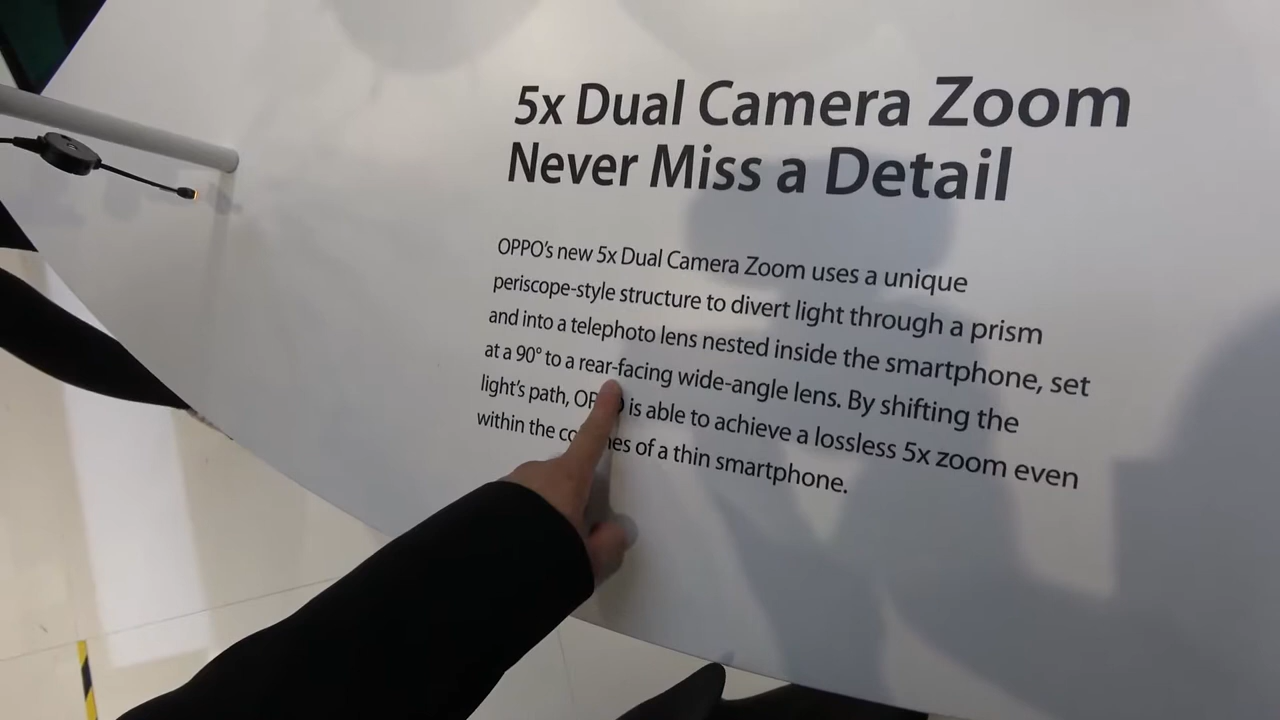 5x Dual Camera Zoom
Never Miss a Detail
OPPO's new 5x Dual Camera Zoom uses a unique
periscope-style structure to divert light through a prism
and into a telephoto lens nested inside the smartphone, set
at a 90° to a rear-facing wide-angle lens. By shifting the
light's path, is able to achieve a lossless 5x zoom even
within the of a thin smartphone.